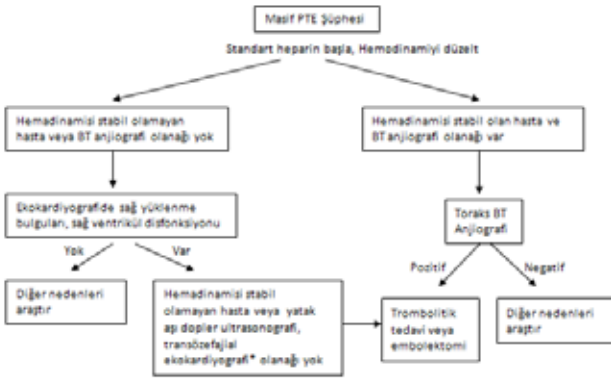 Masif PTE Şüphesi
Standart heparin başla, Hemodinamiyi düzelt
Hemadinamisi stabil olamayan
hasta veya BT anjiografi olanağı yok
Hemadinamisi stabil olan hasta ve
BT anjiografi olanağı var
Ekokardiyografide sağ yüklenme
bulguları, sağ ventrikül disfonksiyonu
Toraks BT
Anjiografi
Yok
Var
Pozitif
Negatif
Diğer nedenleri
araştır
Hemadinamisi stabil
olamayan hasta veya yatak
aşı dopler ultrasonografi,
transözefajial
ekokardiyografi* olanağı yok
Trombolitik
tedavi veya
embolektomi
Diğer nedenleri
araştır